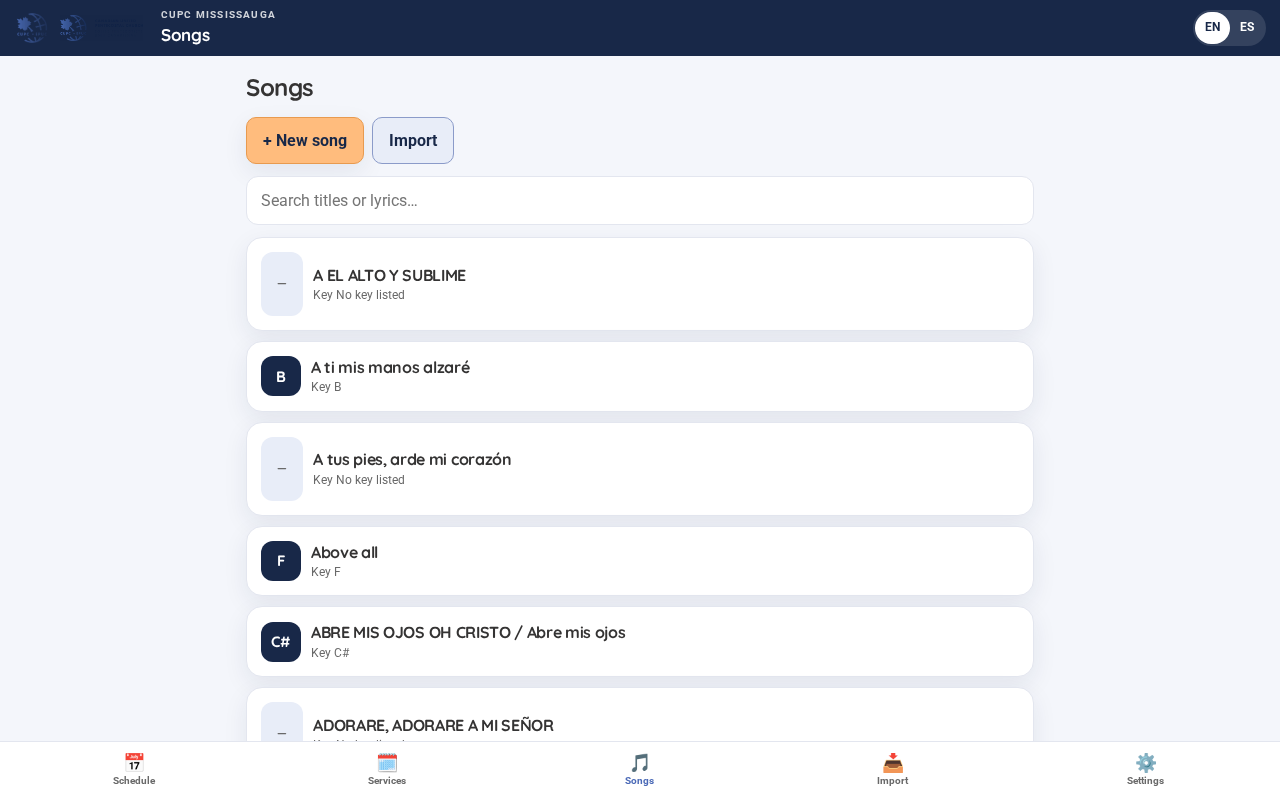 CUPC MISSISSAUGA
Songs
EN ES
Songs
+ New song Import
Search titles or lyrics…
–
A EL ALTO Y SUBLIME
Key No key listed
B
A ti mis manos alzaré
Key B
–
A tus pies, arde mi corazón
Key No key listed
F
Above all
Key F
C#
ABRE MIS OJOS OH CRISTO / Abre mis ojos
Key C#
–
ADORARE, ADORARE A MI SEÑOR
📅 🗓️ 🎵 📥 ⚙️
Schedule Services Songs Import Settings